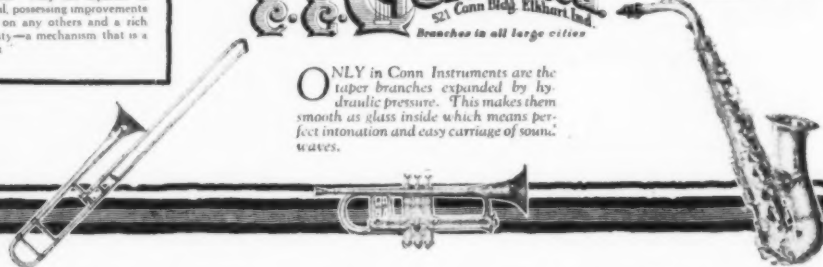 l, possessing improvements
on any others and a rich
ty—a mechanism that is a
C.G.
521 Conn Bldg. Elkhart, Ind.
Branches in all large cities
ONLY in Conn Instruments are the
taper branches expanded by hy-
draulic pressure. This makes them
smooth as glass inside which means per-
fect intonation and easy carriage of sound
waves.